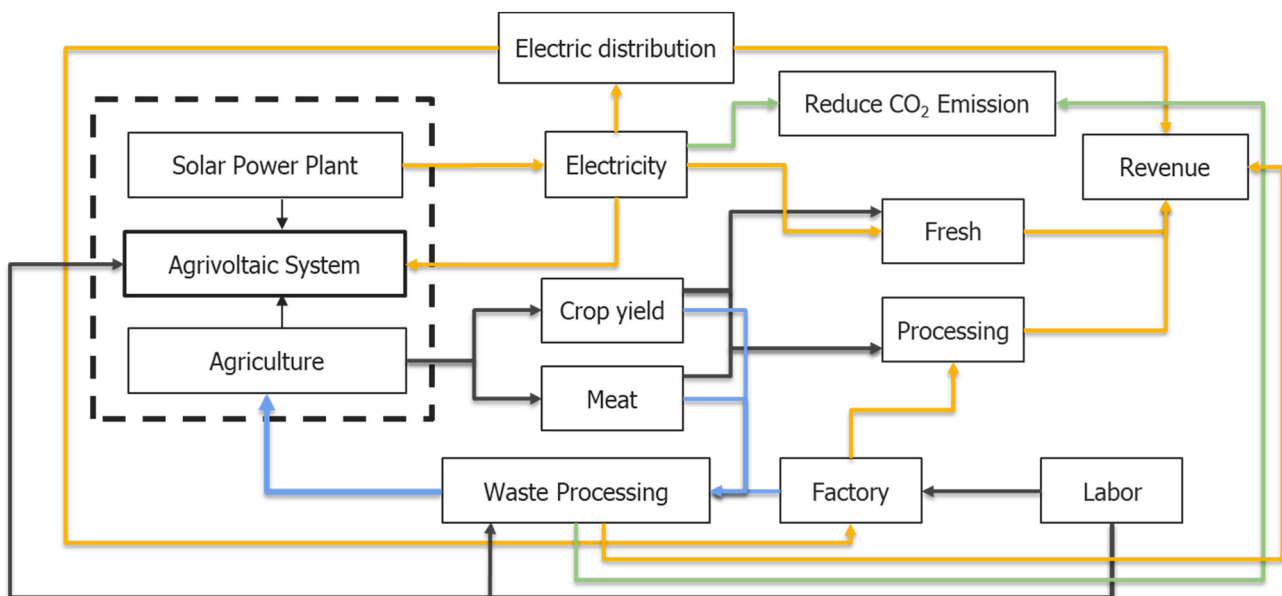 Electric distribution
Reduce CO₂ Emission
Solar Power Plant
Electricity
Revenue
Fresh
Agrivoltaic System
Crop yield
Processing
Agriculture
Meat
Waste Processing
Factory
Labor